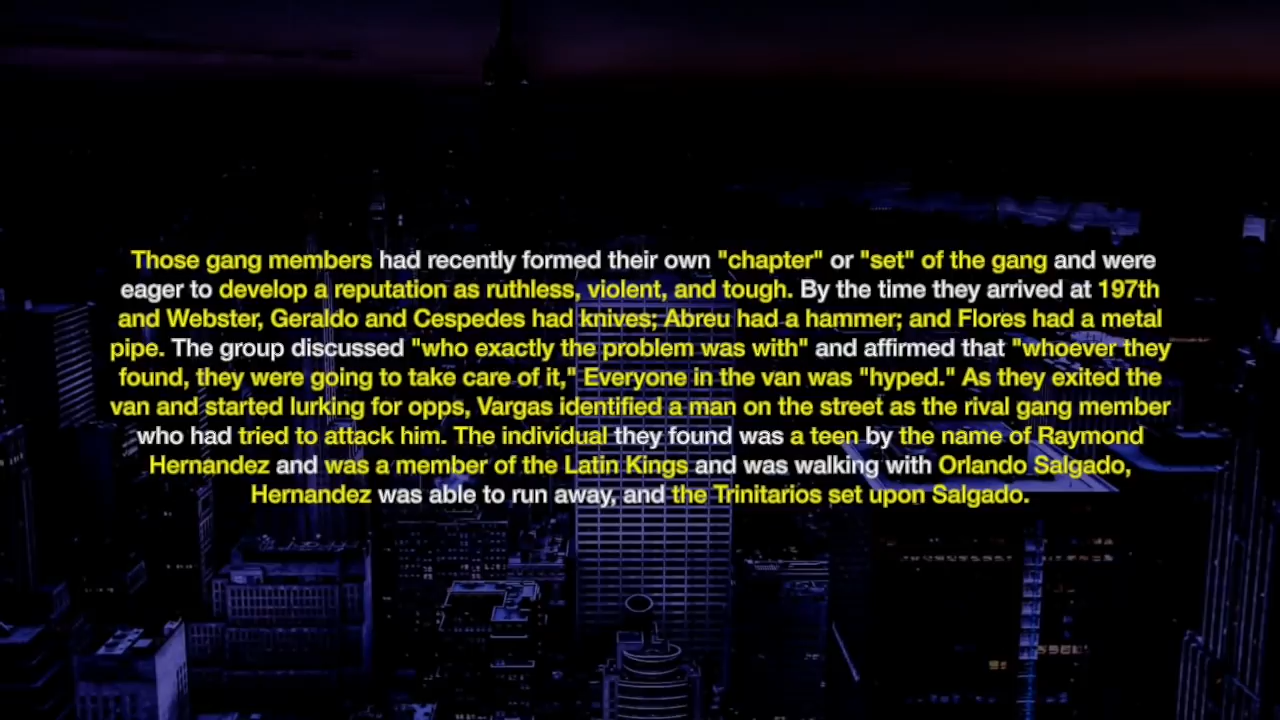 Those gang members had recently formed their own "chapter" or "set" of the gang and were
eager to develop a reputation as ruthless, violent, and tough. By the time they arrived at 197th
and Webster, Geraldo and Cespedes had knives; Abreu had a hammer; and Flores had a metal
pipe. The group discussed "who exactly the problem was with" and affirmed that "whoever they
found, they were going to take care of it," Everyone in the van was "hyped." As they exited the
van and started lurking for opps, Vargas identified a man on the street as the rival gang member
who had tried to attack him. The individual they found was a teen by the name of Raymond
Hernandez and was a member of the Latin Kings and was walking with Orlando Salgado,
Hernandez was able to run away, and the Trinitarios set upon Salgado.